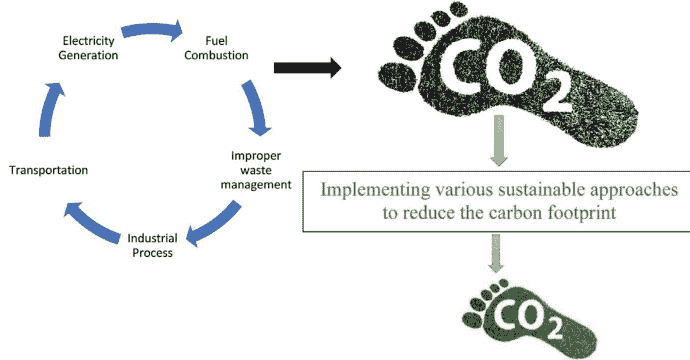 Electricity
Generation
Fuel
Combustion
Improper
waste
management
Industrial
Process
Transportation
CO2
Implementing various sustainable approaches
to reduce the carbon footprint
CO2